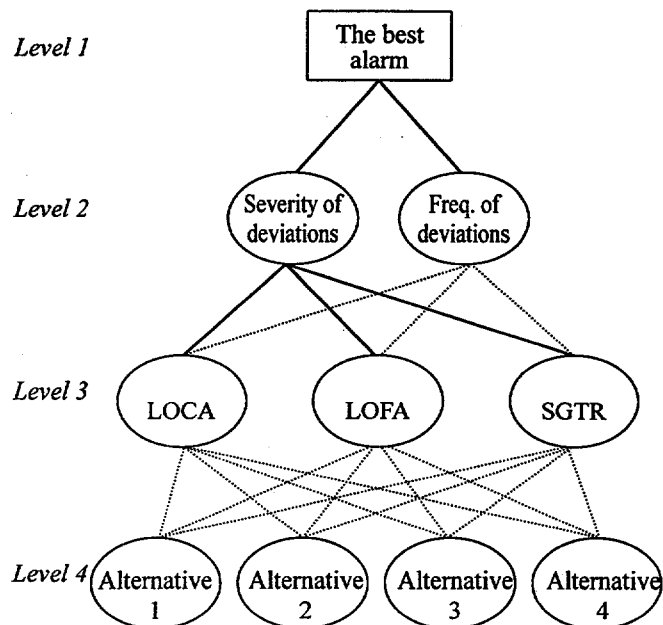 Level 1
The best
alarm
Level 2
Severity of
deviations
Freq. of
deviations
Level 3
LOCA
LOFA
SGTR
Level 4
Alternative
1
Alternative
2
Alternative
3
Alternative
4